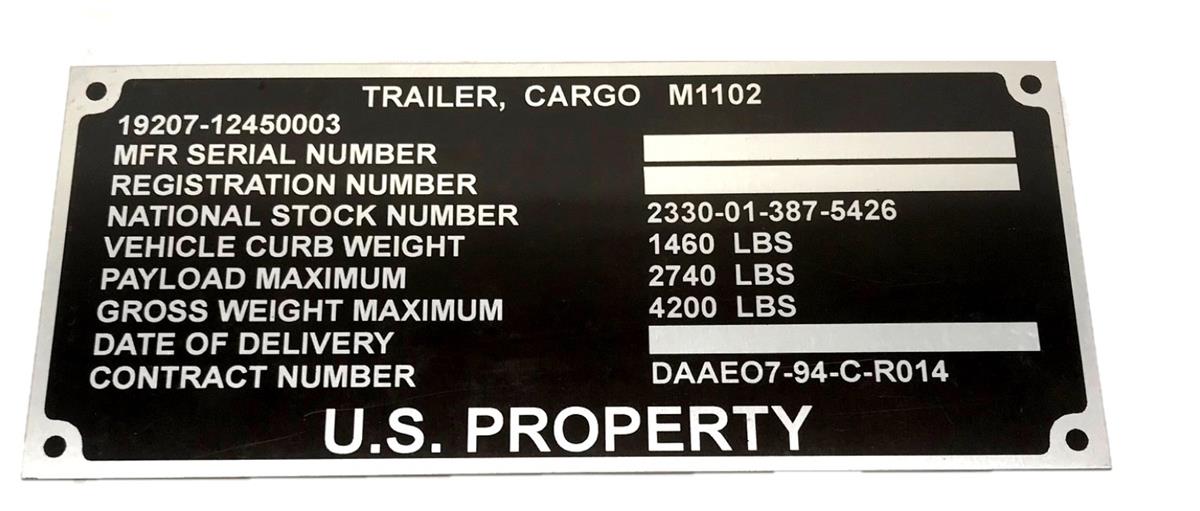 TRAILER, CARGO M1102
19207-12450003
MFR SERIAL NUMBER
REGISTRATION NUMBER
NATIONAL STOCK NUMBER 2330-01-387-5426
VEHICLE CURB WEIGHT 1460 LBS
PAYLOAD MAXIMUM 2740 LBS
GROSS WEIGHT MAXIMUM 4200 LBS
DATE OF DELIVERY
CONTRACT NUMBER DAAEO7-94-C-R014
U.S. PROPERTY